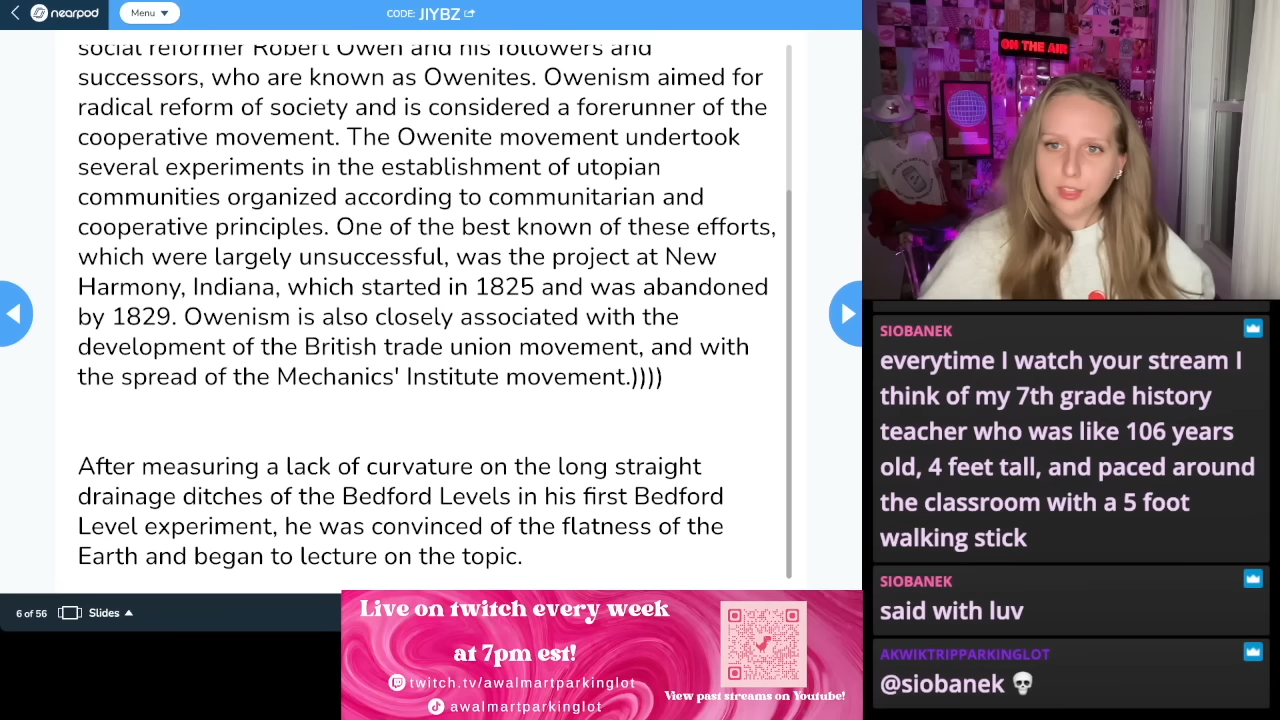 nearpod
Menu
CODE: JIYBZ
social reformer Robert Owen and his followers and
successors, who are known as Owenites. Owenism aimed for
radical reform of society and is considered a forerunner of the
cooperative movement. The Owenite movement undertook
several experiments in the establishment of utopian
communities organized according to communitarian and
cooperative principles. One of the best known of these efforts,
which were largely unsuccessful, was the project at New
Harmony, Indiana, which started in 1825 and was abandoned
by 1829. Owenism is also closely associated with the
development of the British trade union movement, and with
the spread of the Mechanics' Institute movement.))))
After measuring a lack of curvature on the long straight
drainage ditches of the Bedford Levels in his first Bedford
Level experiment, he was convinced of the flatness of the
Earth and began to lecture on the topic.
6 of 56
Slides
Live on twitch every week
at 7pm est!
twitch.tv/awalmartparkinglot
awalmartparkinglot
View past streams on Youtube!
ON THE AIR
SIOBANEK
everytime I watch your stream I
think of my 7th grade history
teacher who was like 106 years
old, 4 feet tall, and paced around
the classroom with a 5 foot
walking stick
SIOBANEK
said with luv
AKWIKTRIPPARKINGLOT
@siobanek 💀